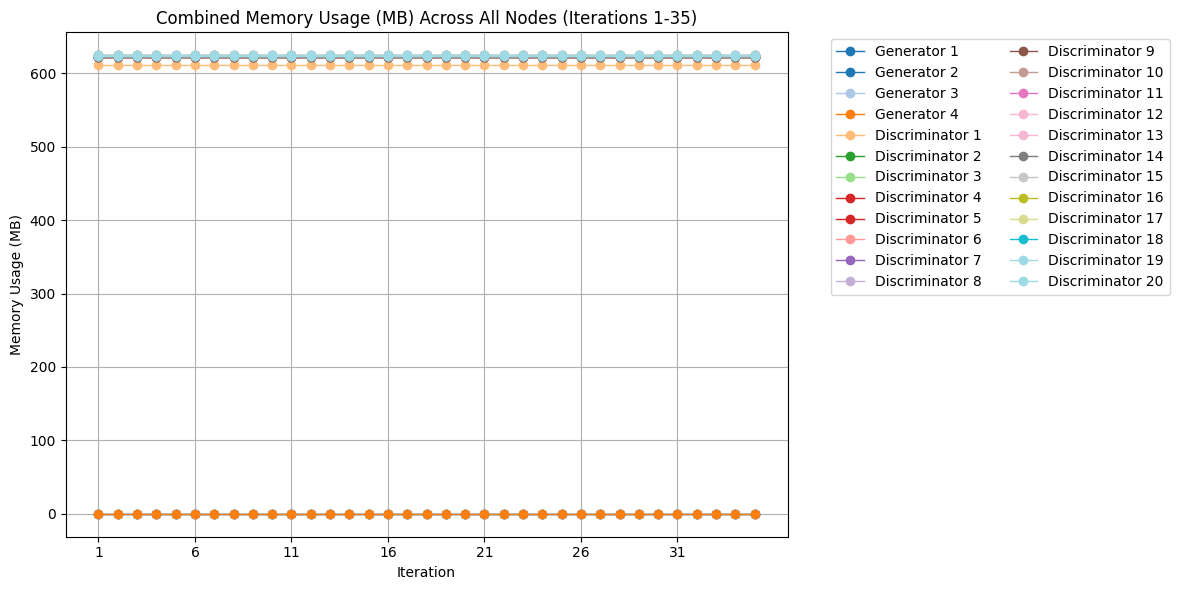 Combined Memory Usage (MB) Across All Nodes (Iterations 1-35)
Memory Usage (MB)
600
500
400
300
200
100
0
1 6 11 16 21 26 31
Iteration
Generator 1
Generator 2
Generator 3
Generator 4
Discriminator 1
Discriminator 2
Discriminator 3
Discriminator 4
Discriminator 5
Discriminator 6
Discriminator 7
Discriminator 8
Discriminator 9
Discriminator 10
Discriminator 11
Discriminator 12
Discriminator 13
Discriminator 14
Discriminator 15
Discriminator 16
Discriminator 17
Discriminator 18
Discriminator 19
Discriminator 20